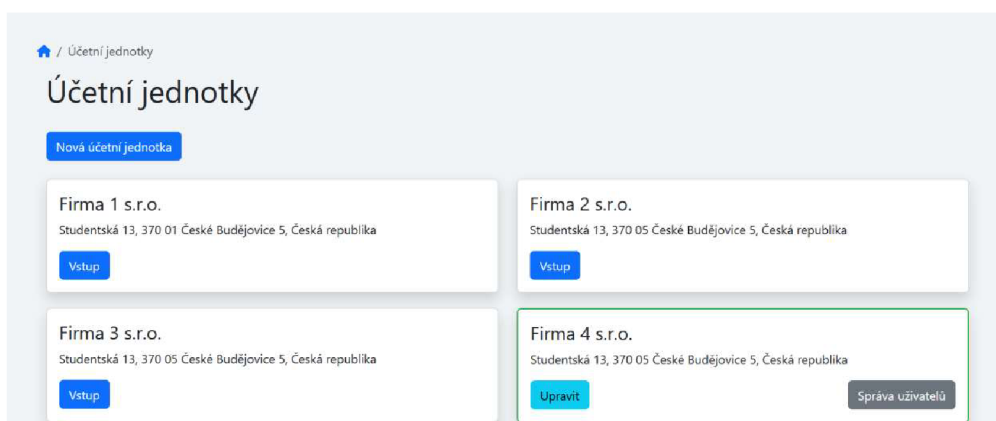 / Účetní jednotky
Účetní jednotky
Nová účetní jednotka
Firma 1 s.r.o.
Studentská 13, 370 01 České Budějovice 5, Česká republika
Vstup
Firma 2 s.r.o.
Studentská 13, 370 05 České Budějovice 5, Česká republika
Vstup
Firma 3 s.r.o.
Studentská 13, 370 05 České Budějovice 5, Česká republika
Vstup
Firma 4 s.r.o.
Studentská 13, 370 05 České Budějovice 5, Česká republika
Upravit
Správa uživatelů